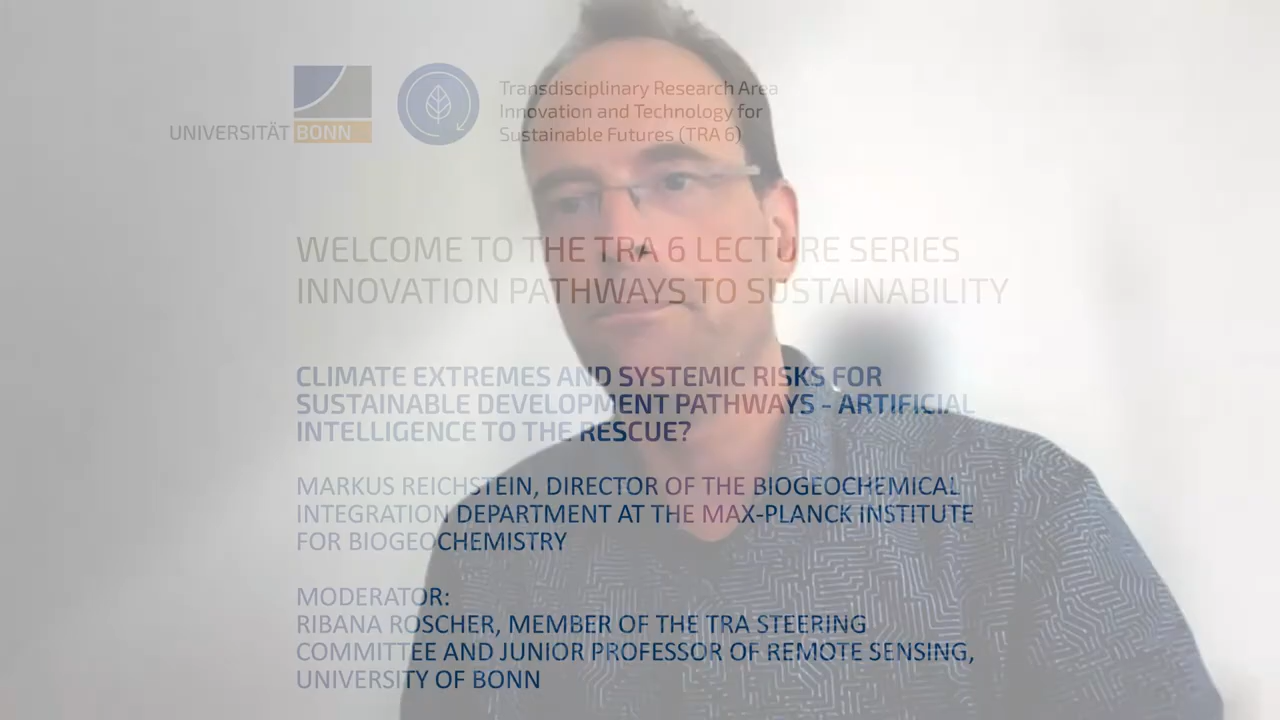 UNIVERSITÄT BONN
Transdisciplinary Research Area
Innovation and Technology for
Sustainable Futures (TRA 6)
WELCOME TO THE TRA 6 LECTURE SERIES
INNOVATION PATHWAYS TO SUSTAINABILITY
CLIMATE EXTREMES AND SYSTEMIC RISKS FOR
SUSTAINABLE DEVELOPMENT PATHWAYS - ARTIFICIAL
INTELLIGENCE TO THE RESCUE?
MARKUS REICHSTEIN, DIRECTOR OF THE BIOGEOCHEMICAL
INTEGRATION DEPARTMENT AT THE MAX-PLANCK INSTITUTE
FOR BIOGEOCHEMISTRY
MODERATOR:
RIBANA ROSCHER, MEMBER OF THE TRA STEERING
COMMITTEE AND JUNIOR PROFESSOR OF REMOTE SENSING,
UNIVERSITY OF BONN